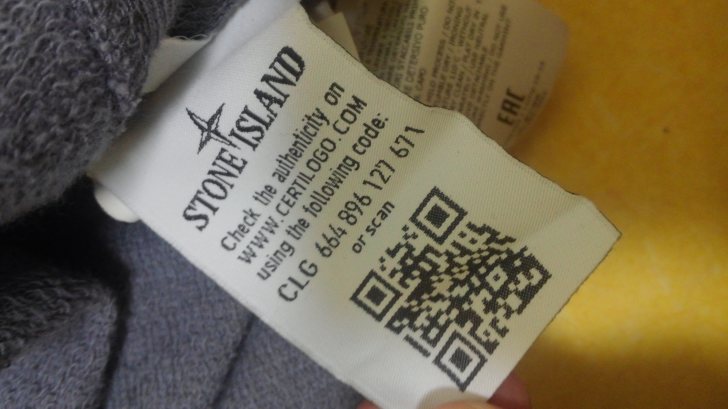 STONE ISLAND
Check the authenticity on
WWW.CERTILOGO.COM
using the following code:
CLG 664 896 127 671
or scan
EAC